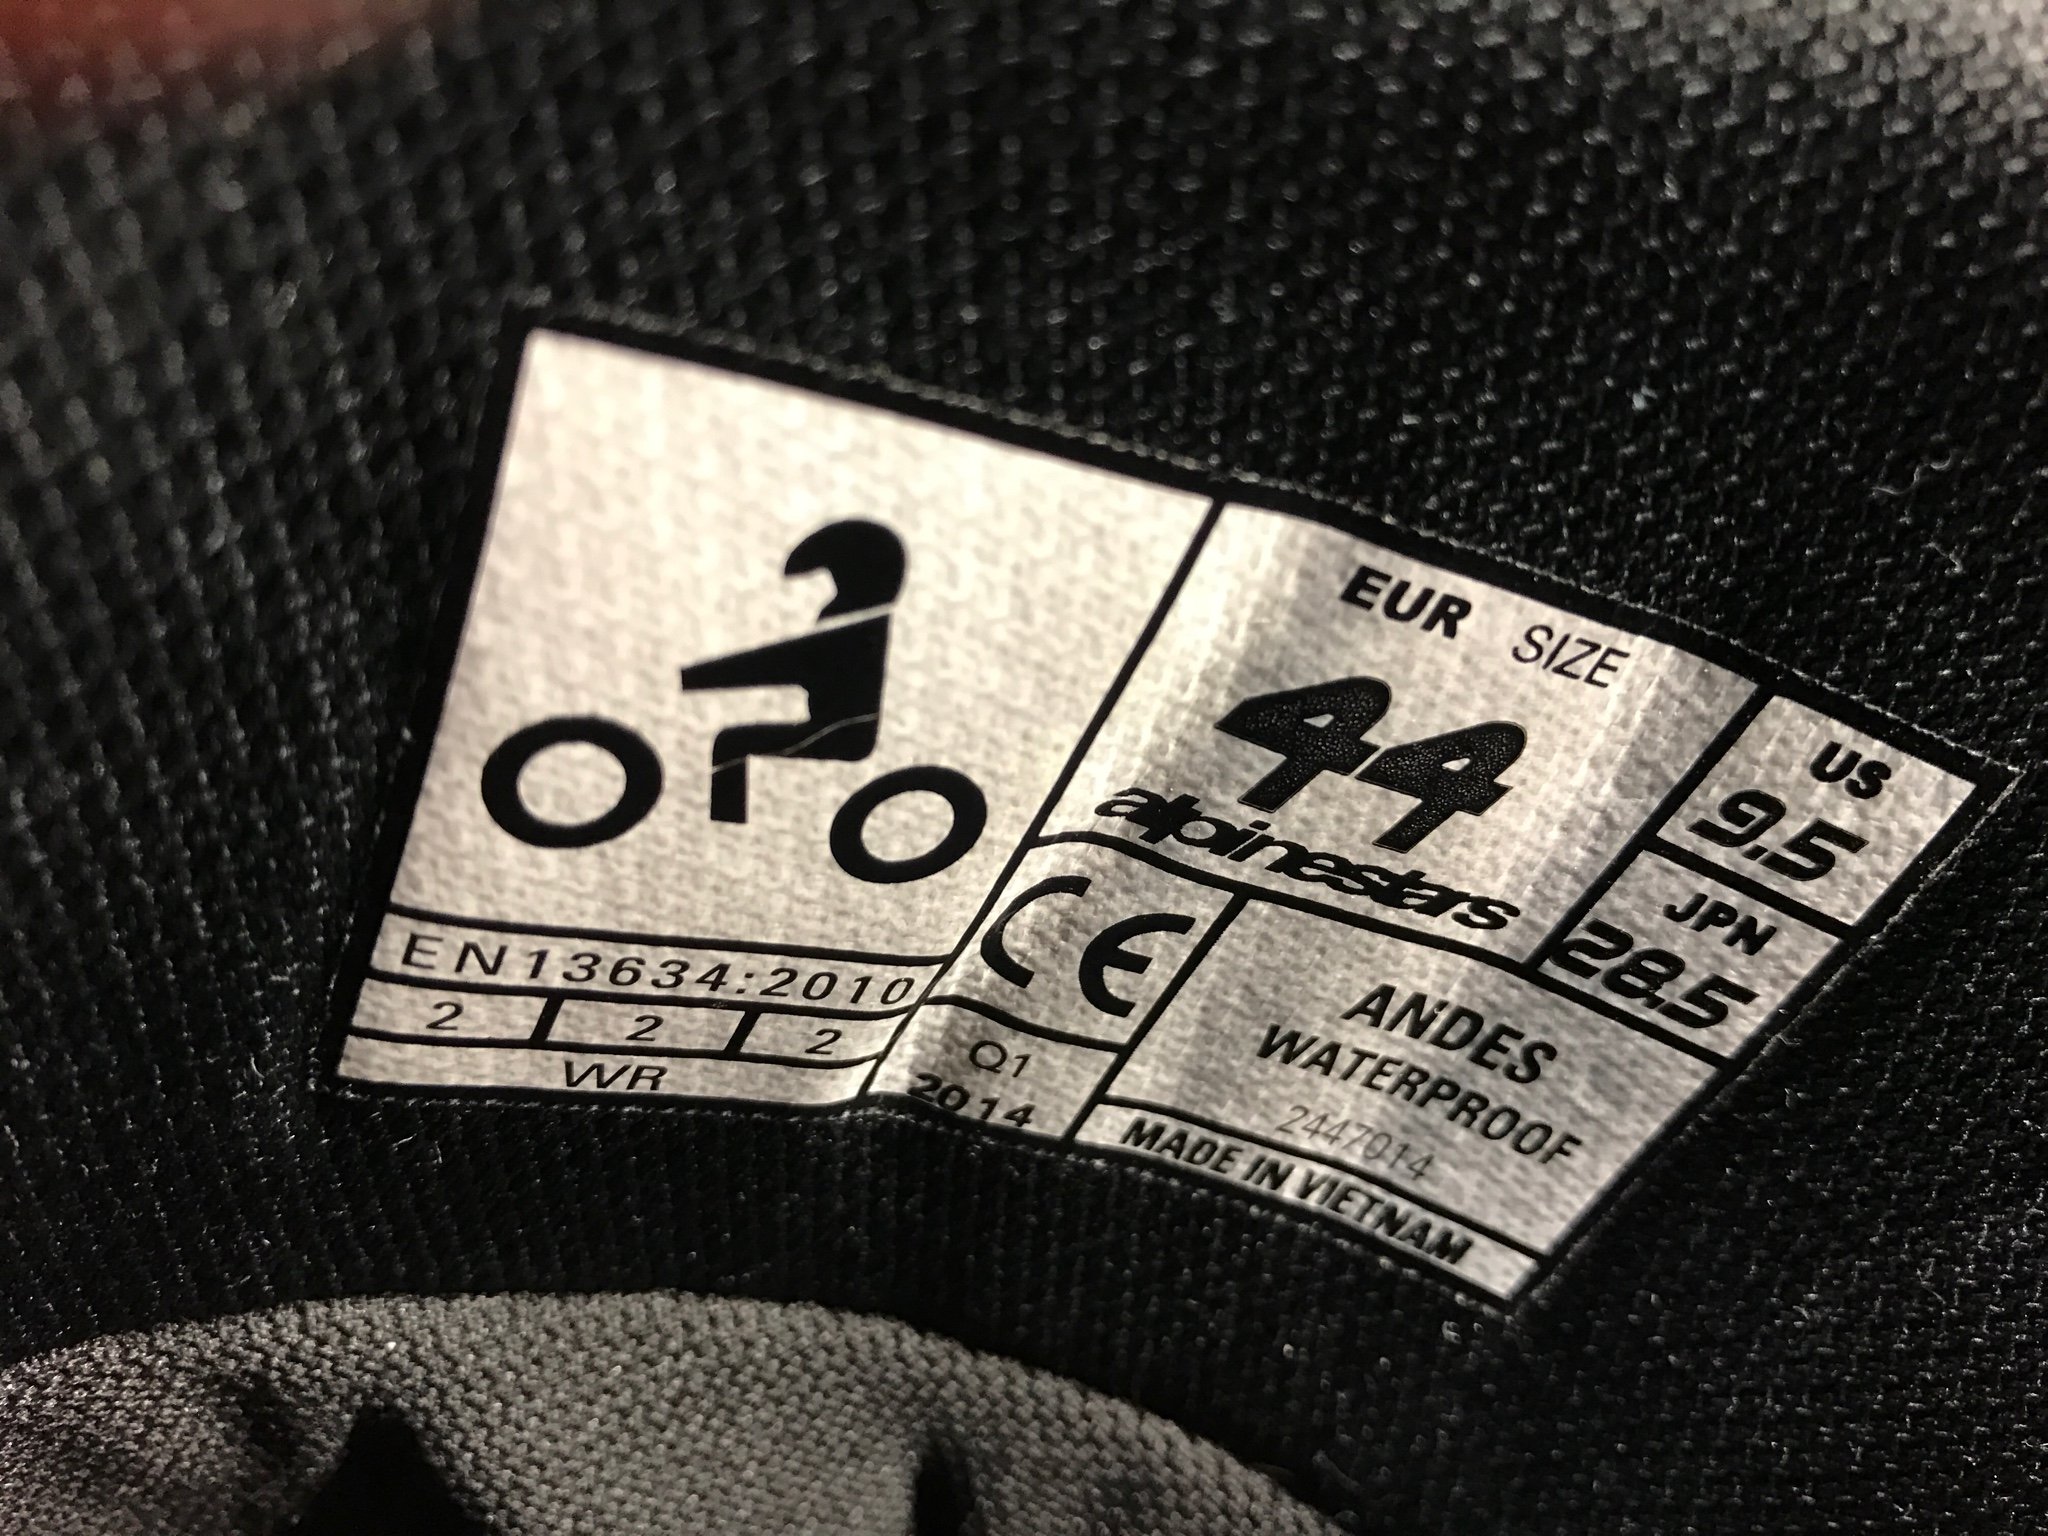 EUR SIZE
44
alpinestars
US
9.5
JPN
28,5
EN13634:2010
2 2 2
WR
CE
Q1
2014
ANDES
WATERPROOF
2447014
MADE IN VIETNAM